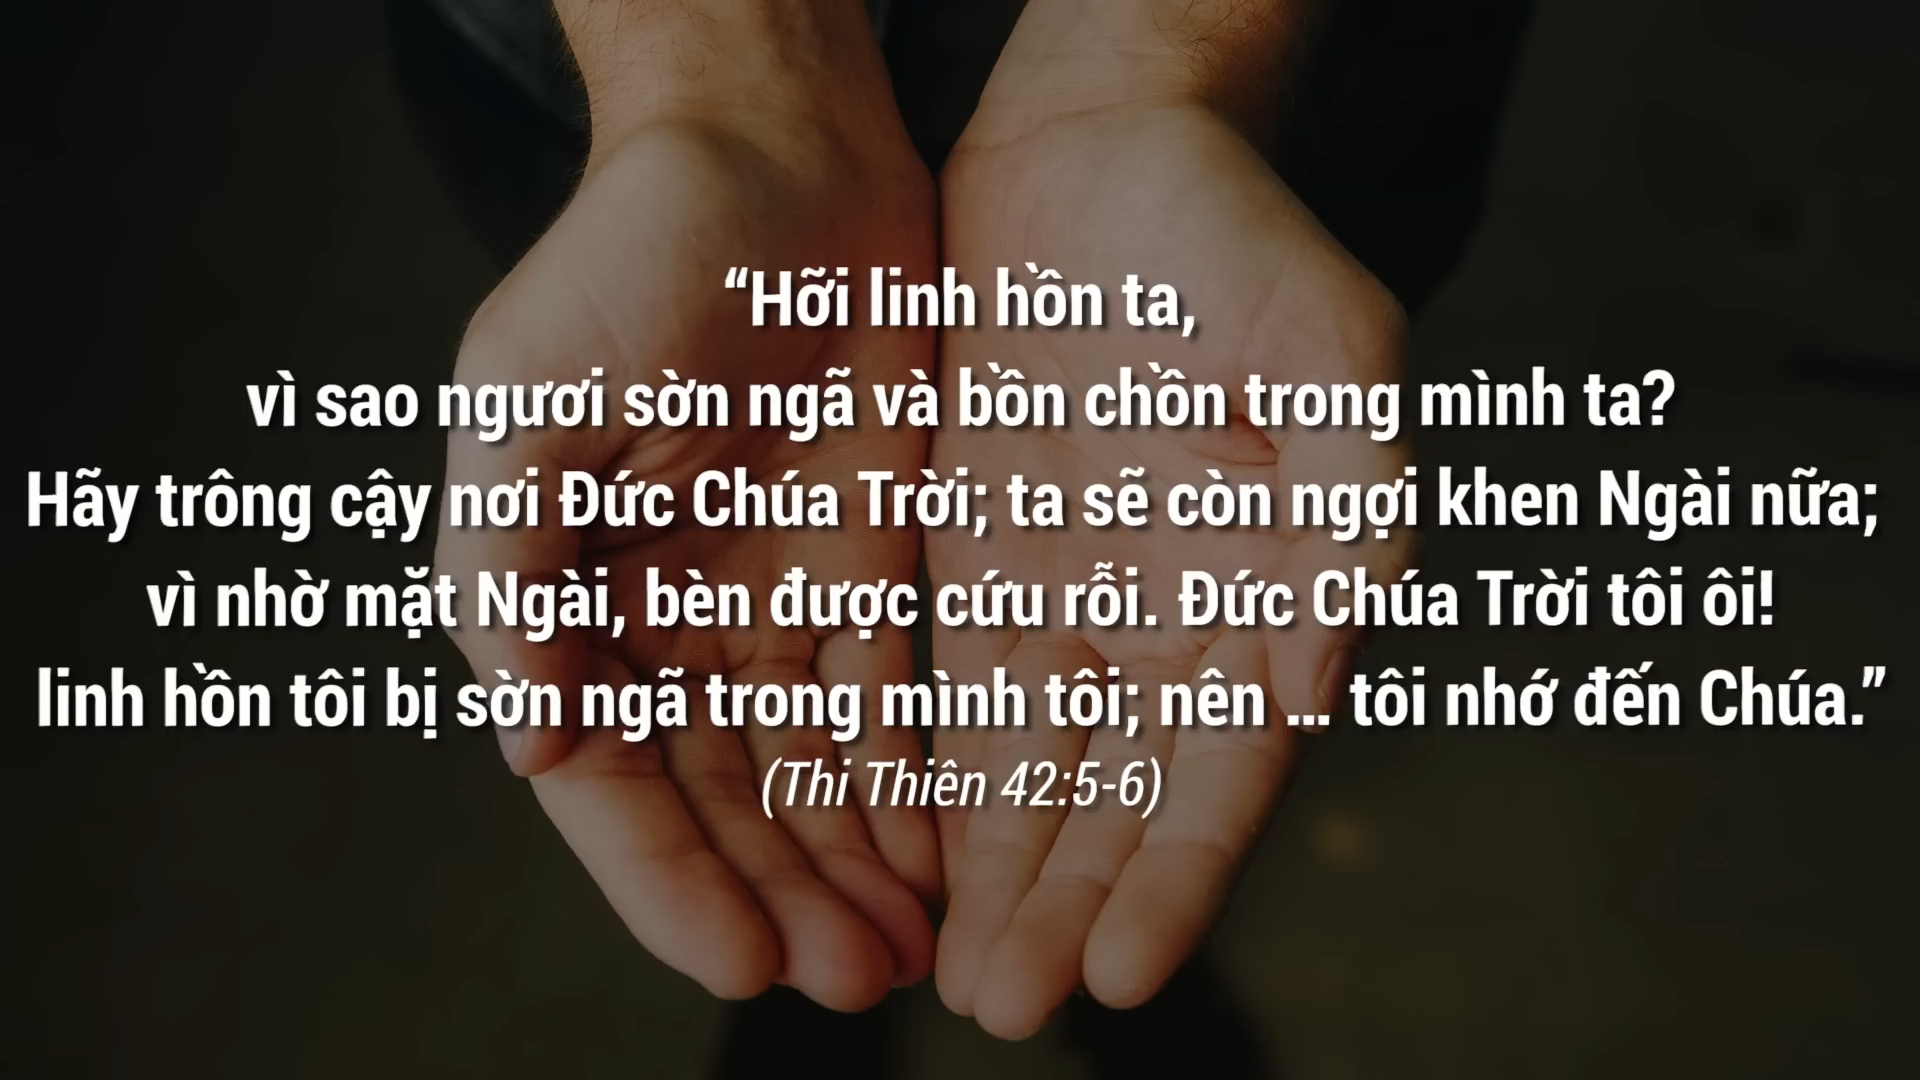 “Hỡi linh hồn ta,
vì sao ngươi sờn ngã và bồn chồn trong mình ta?
Hãy trông cậy nơi Đức Chúa Trời; ta sẽ còn ngợi khen Ngài nữa;
vì nhờ mặt Ngài, bèn được cứu rỗi. Đức Chúa Trời tôi ôi!
linh hồn tôi bị sờn ngã trong mình tôi; nên ... tôi nhớ đến Chúa.”
(Thi Thiên 42:5-6)